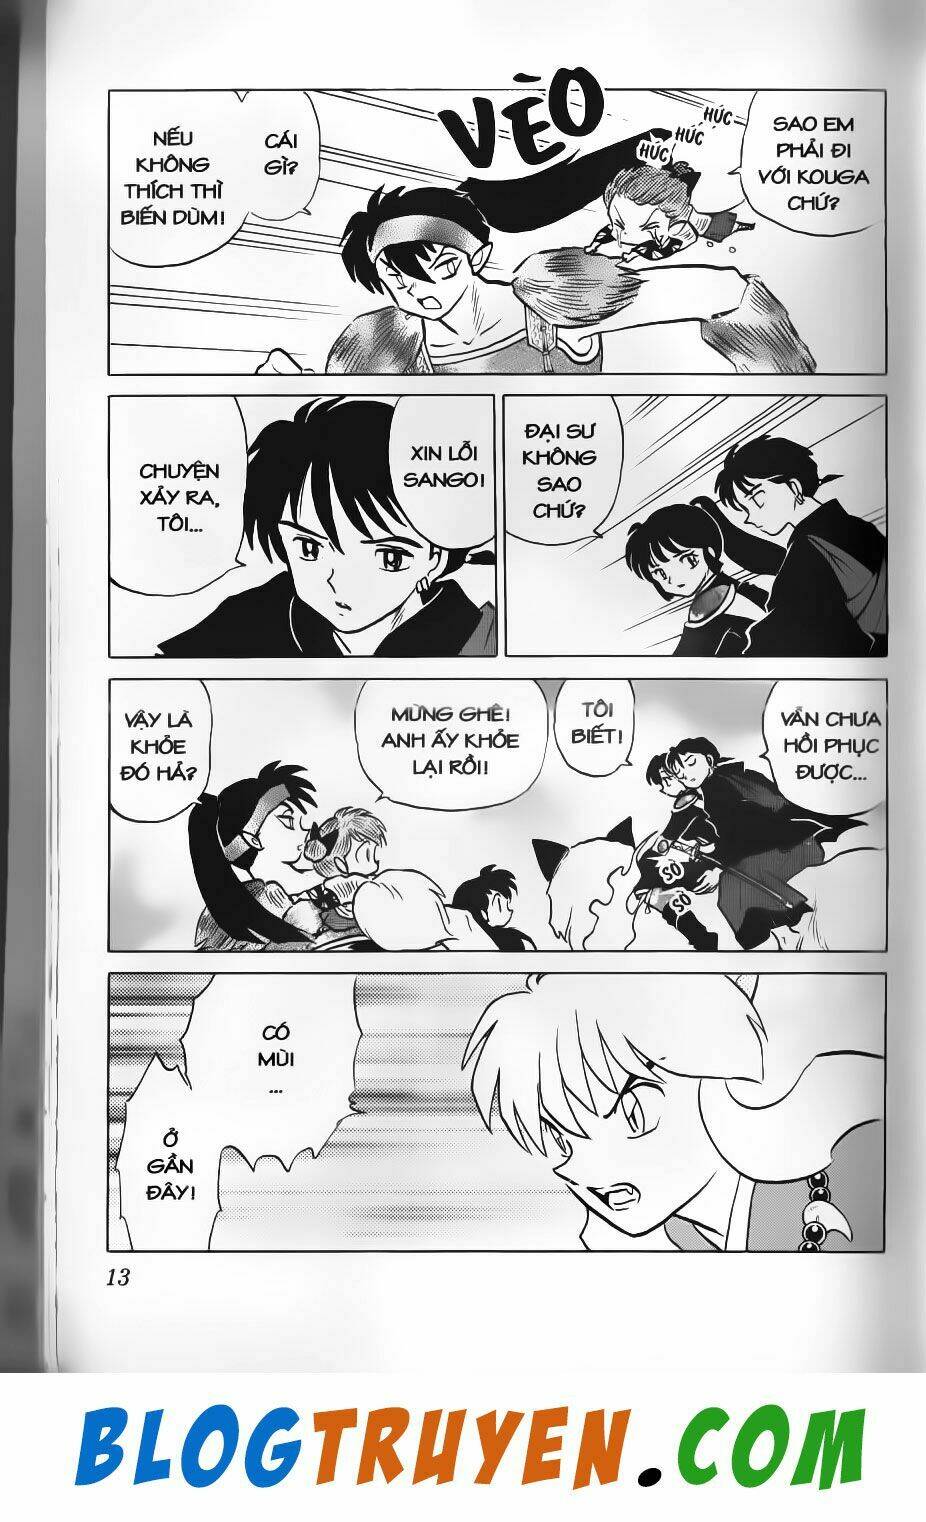 SAO EM
PHẢI ĐI
VỚI KOUGA
CHỨ?
HÚC
HÚC
HÚC
VÈO
CÁI
GÌ?
NẾU
KHÔNG
THÍCH THÌ
BIẾN DÙM!
ĐẠI SƯ
KHÔNG
SAO
CHỨ?
XIN LỖI
SANGO!
CHUYỆN
XẢY RA,
TÔI...
VẪN CHƯA
HỒI PHỤC
ĐƯỢC...
SÒ
SÒ
TÔI
BIẾT!
MỪNG GHÊ!
ANH ẤY KHỎE
LẠI RỒI!
VẬY LÀ
KHỎE
ĐÓ HẢ?
CÓ
MÙI
...
Ở
GẦN
ĐÂY!
13
BLOGTRUYEN.COM